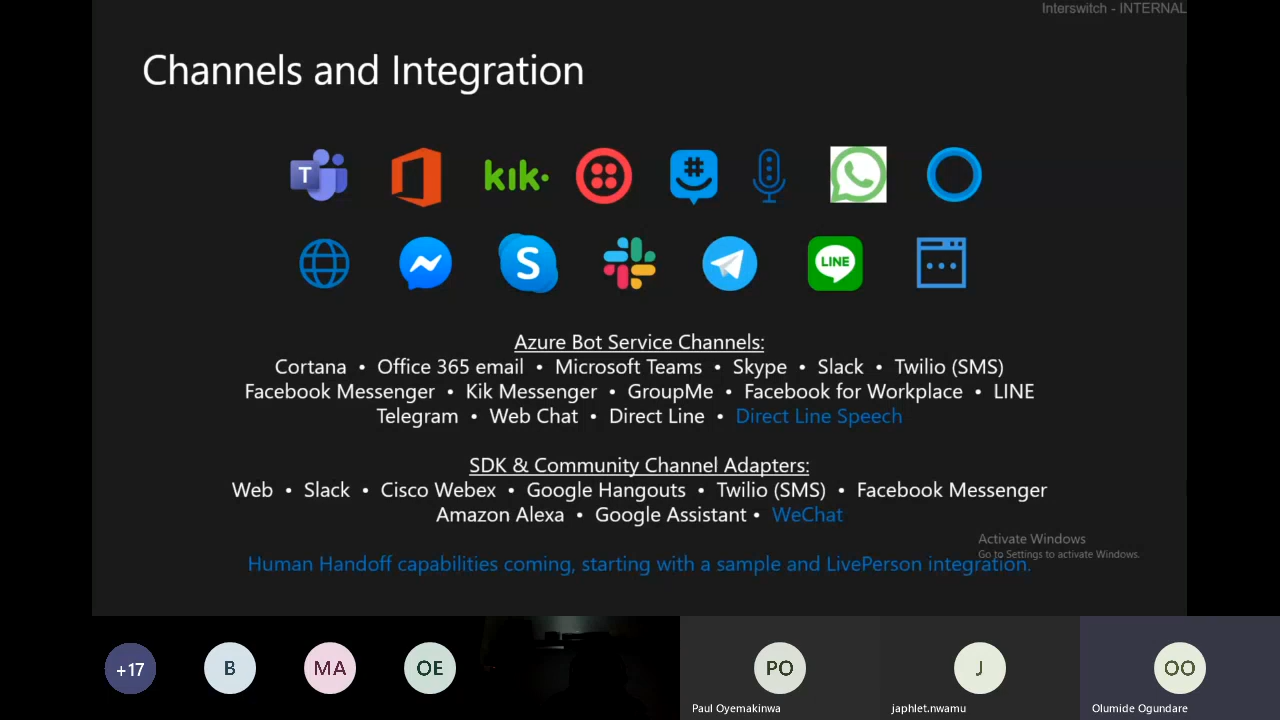 Interswitch - INTERNAL
Channels and Integration
T
kik.
#
S
LINE
Azure Bot Service Channels:
Cortana • Office 365 email • Microsoft Teams • Skype • Slack • Twilio (SMS)
Facebook Messenger • Kik Messenger • GroupMe • Facebook for Workplace • LINE
Telegram • Web Chat • Direct Line • Direct Line Speech
SDK & Community Channel Adapters:
Web • Slack • Cisco Webex • Google Hangouts • Twilio (SMS) • Facebook Messenger
Amazon Alexa • Google Assistant • WeChat
Activate Windows
Go to Settings to activate Windows.
Human Handoff capabilities coming, starting with a sample and LivePerson integration.
+17
B
MA
OE
PO
J
OO
Paul Oyemakinwa
japhlet.nwamu
Olumide Ogundare